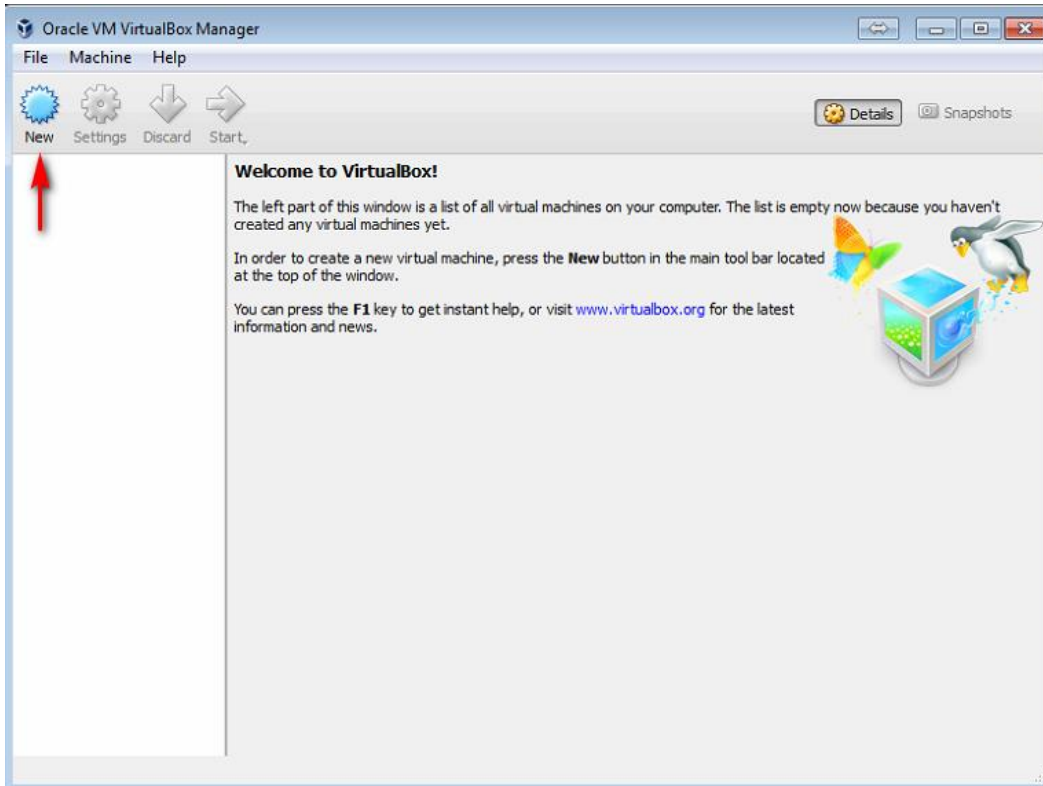 Oracle VM VirtualBox Manager
File Machine Help
New Settings Discard Start
Details Snapshots
Welcome to VirtualBox!
The left part of this window is a list of all virtual machines on your computer. The list is empty now because you haven't
created any virtual machines yet.
In order to create a new virtual machine, press the New button in the main tool bar located
at the top of the window.
You can press the F1 key to get instant help, or visit www.virtualbox.org for the latest
information and news.